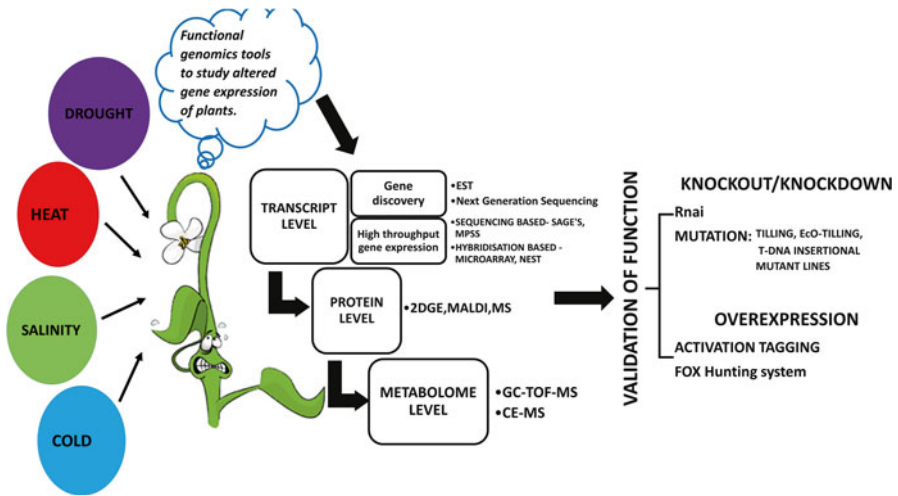 Functional
genomics tools
to study altered
gene expression
of plants.
DROUGHT
HEAT
SALINITY
COLD
TRANSCRIPT
LEVEL
Gene
discovery
•EST
•Next Generation Sequencing
High throughput
gene expression
•SEQUENCING BASED- SAGE'S,
MPSS
•HYBRIDISATION BASED -
MICROARRAY, NEST
PROTEIN
LEVEL
•2DGE,MALDI,MS
METABOLOME
LEVEL
•GC-TOF-MS
•CE-MS
VALIDATION OF FUNCTION
KNOCKOUT/KNOCKDOWN
Rnai
MUTATION: TILLING, EcO-TILLING,
T-DNA INSERTIONAL
MUTANT LINES
OVEREXPRESSION
ACTIVATION TAGGING
FOX Hunting system